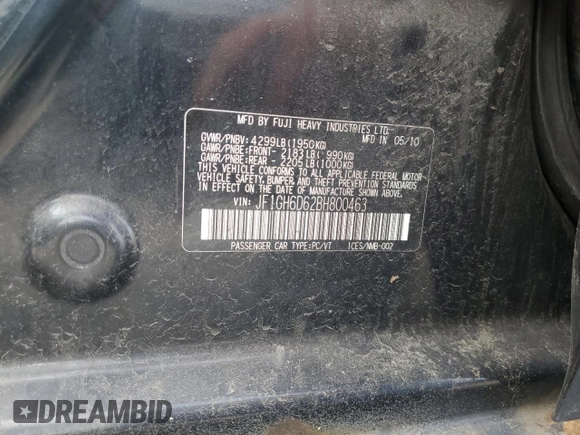 MFD BY FUJI HEAVY INDUSTRIES LTD.
GVWR/PNBV: 4299LB(1950KG) MFD IN 05/10
GAWR/PNBE:FRONT- 2183LB( 990KG)
GAWR/PNBE:REAR - 2205LB(1000KG)
THIS VEHICLE CONFORMS TO ALL APPLICABLE FEDERAL MOTOR
VEHICLE SAFETY, BUMPER AND THEFT PREVENTION STANDARDS
IN EFFECT ON THE DATE OF MANUFACTURE SHOWN ABOVE.
VIN: JF1GH6D62BH800463
PASSENGER CAR TYPE:PC/VT ICES/NMB-002
DREAMBID